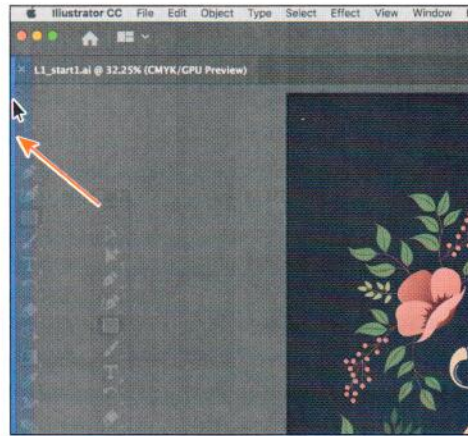 Illustrator CC File Edit Object Type Select Effect View Window
× L1_start1.ai @ 32.25% (CMYK/GPU Preview)